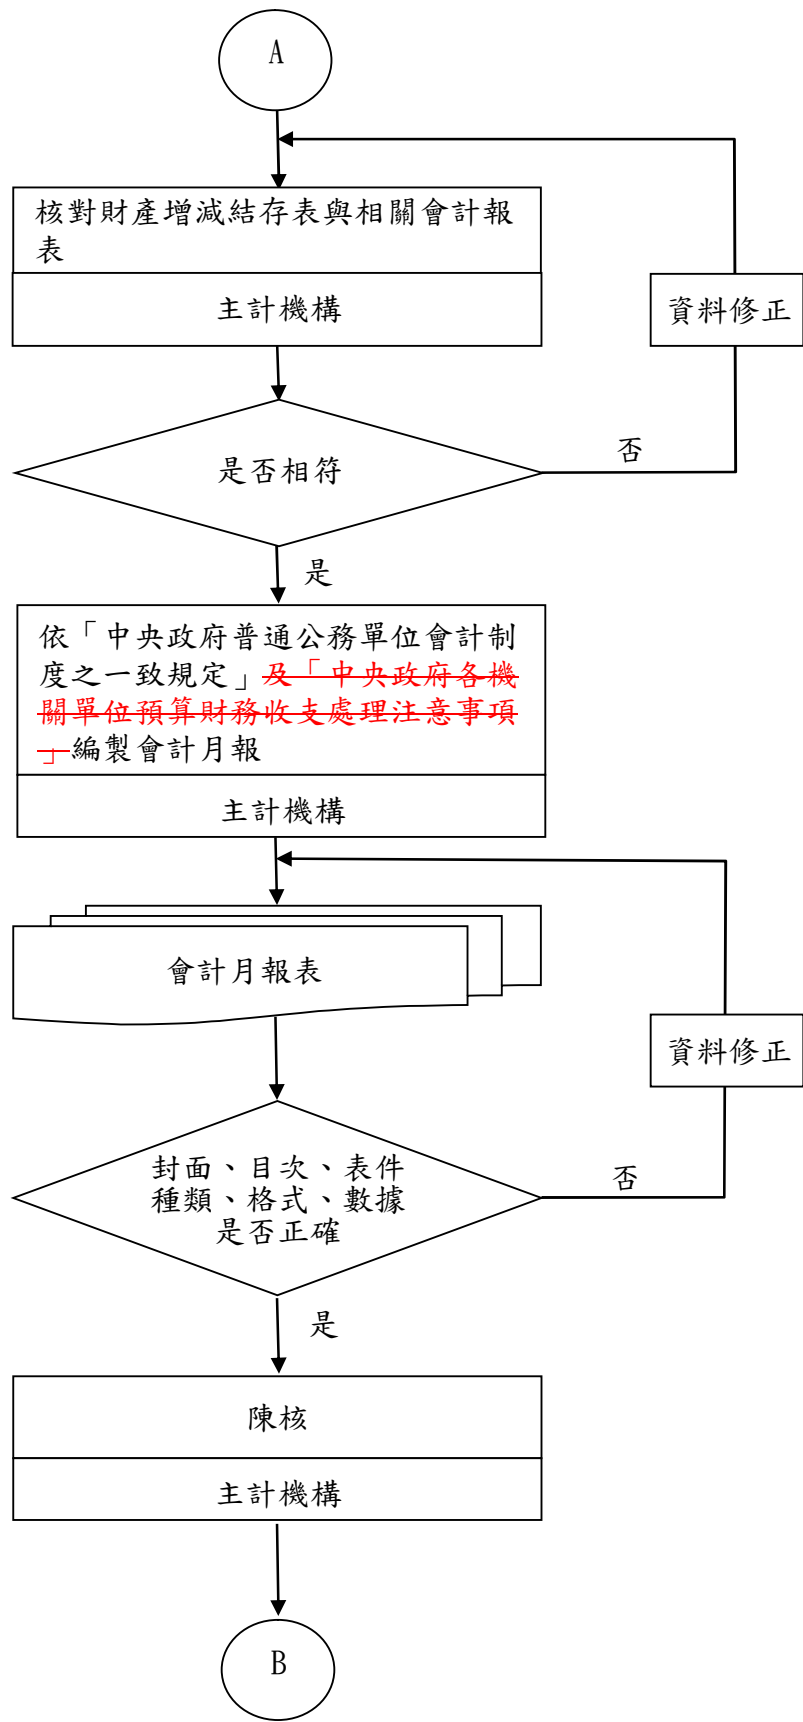 A
核對財產增減結存表與相關會計報
表
主計機構
資料修正
是否相符
否
是
依「中央政府普通公務單位會計制
度之一致規定」及「中央政府各機
關單位預算財務收支處理注意事項
」編製會計月報
主計機構
會計月報表
資料修正
封面、目次、表件
種類、格式、數據
是否正確
否
是
陳核
主計機構
B